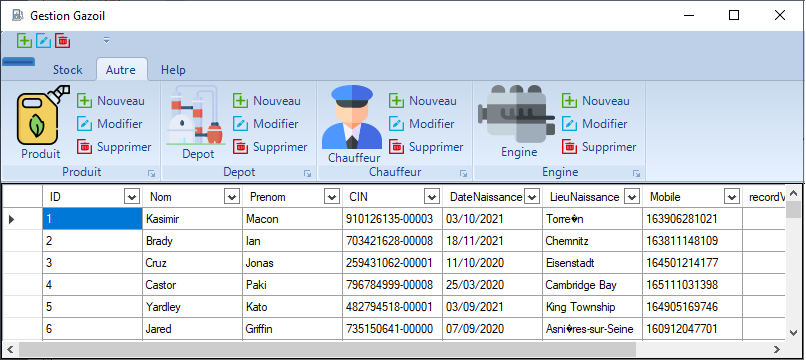 Gestion Gazoil
Stock Autre Help
Produit Nouveau Modifier Supprimer
Produit
Depot Nouveau Modifier Supprimer
Depot
Chauffeur Nouveau Modifier Supprimer
Chauffeur
Engine Nouveau Modifier Supprimer
Engine
ID Nom Prenom CIN DateNaissance LieuNaissance Mobile recordV
1 Kasimir Macon 910126135-00003 03/10/2021 Torre�n 163906281021
2 Brady Ian 703421628-00008 18/11/2021 Chemnitz 163811148109
3 Cruz Jonas 259431062-00001 11/10/2020 Eisenstadt 164501214177
4 Castor Paki 796784999-00008 25/03/2020 Cambridge Bay 165111031398
5 Yardley Kato 482794518-00001 03/09/2021 King Township 164905169746
6 Jared Griffin 735150641-00000 07/09/2020 Asni�res-sur-Seine 160912047701